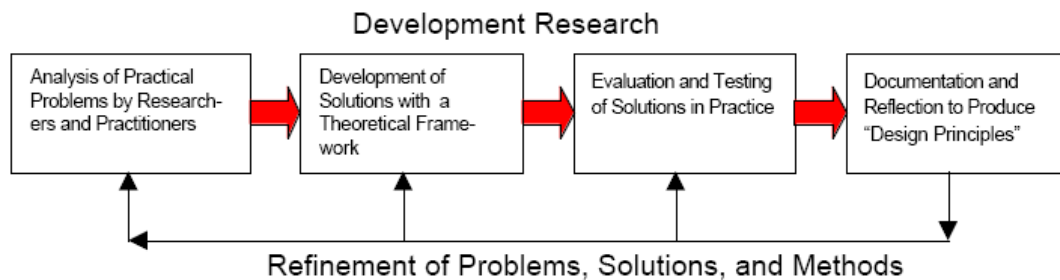 Development Research
Analysis of Practical
Problems by Research-
ers and Practitioners
Development of
Solutions with a
Theoretical Frame-
work
Evaluation and Testing
of Solutions in Practice
Documentation and
Reflection to Produce
“Design Principles”
Refinement of Problems, Solutions, and Methods